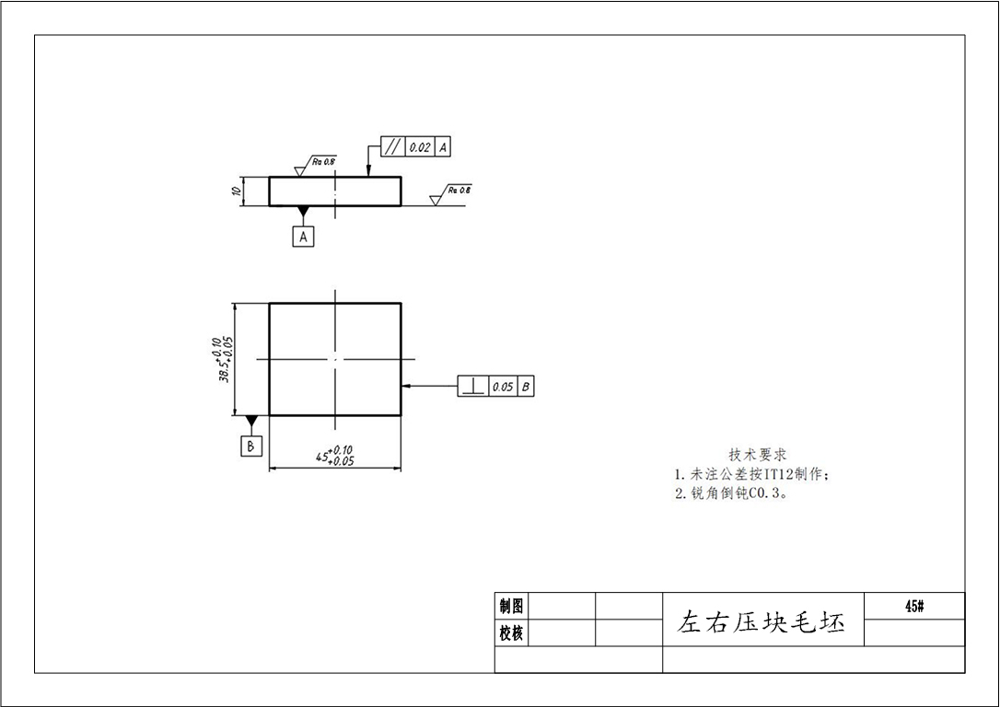 // 0.02 A
Ra 0.8
Ra 0.8
10
A
38.5 +0.10 +0.05
⊥ 0.05 B
B
45 +0.10 +0.05
技术要求
1.未注公差按IT12制作;
2.锐角倒钝C0.3。
制图
左右压块毛坯
45#
校核